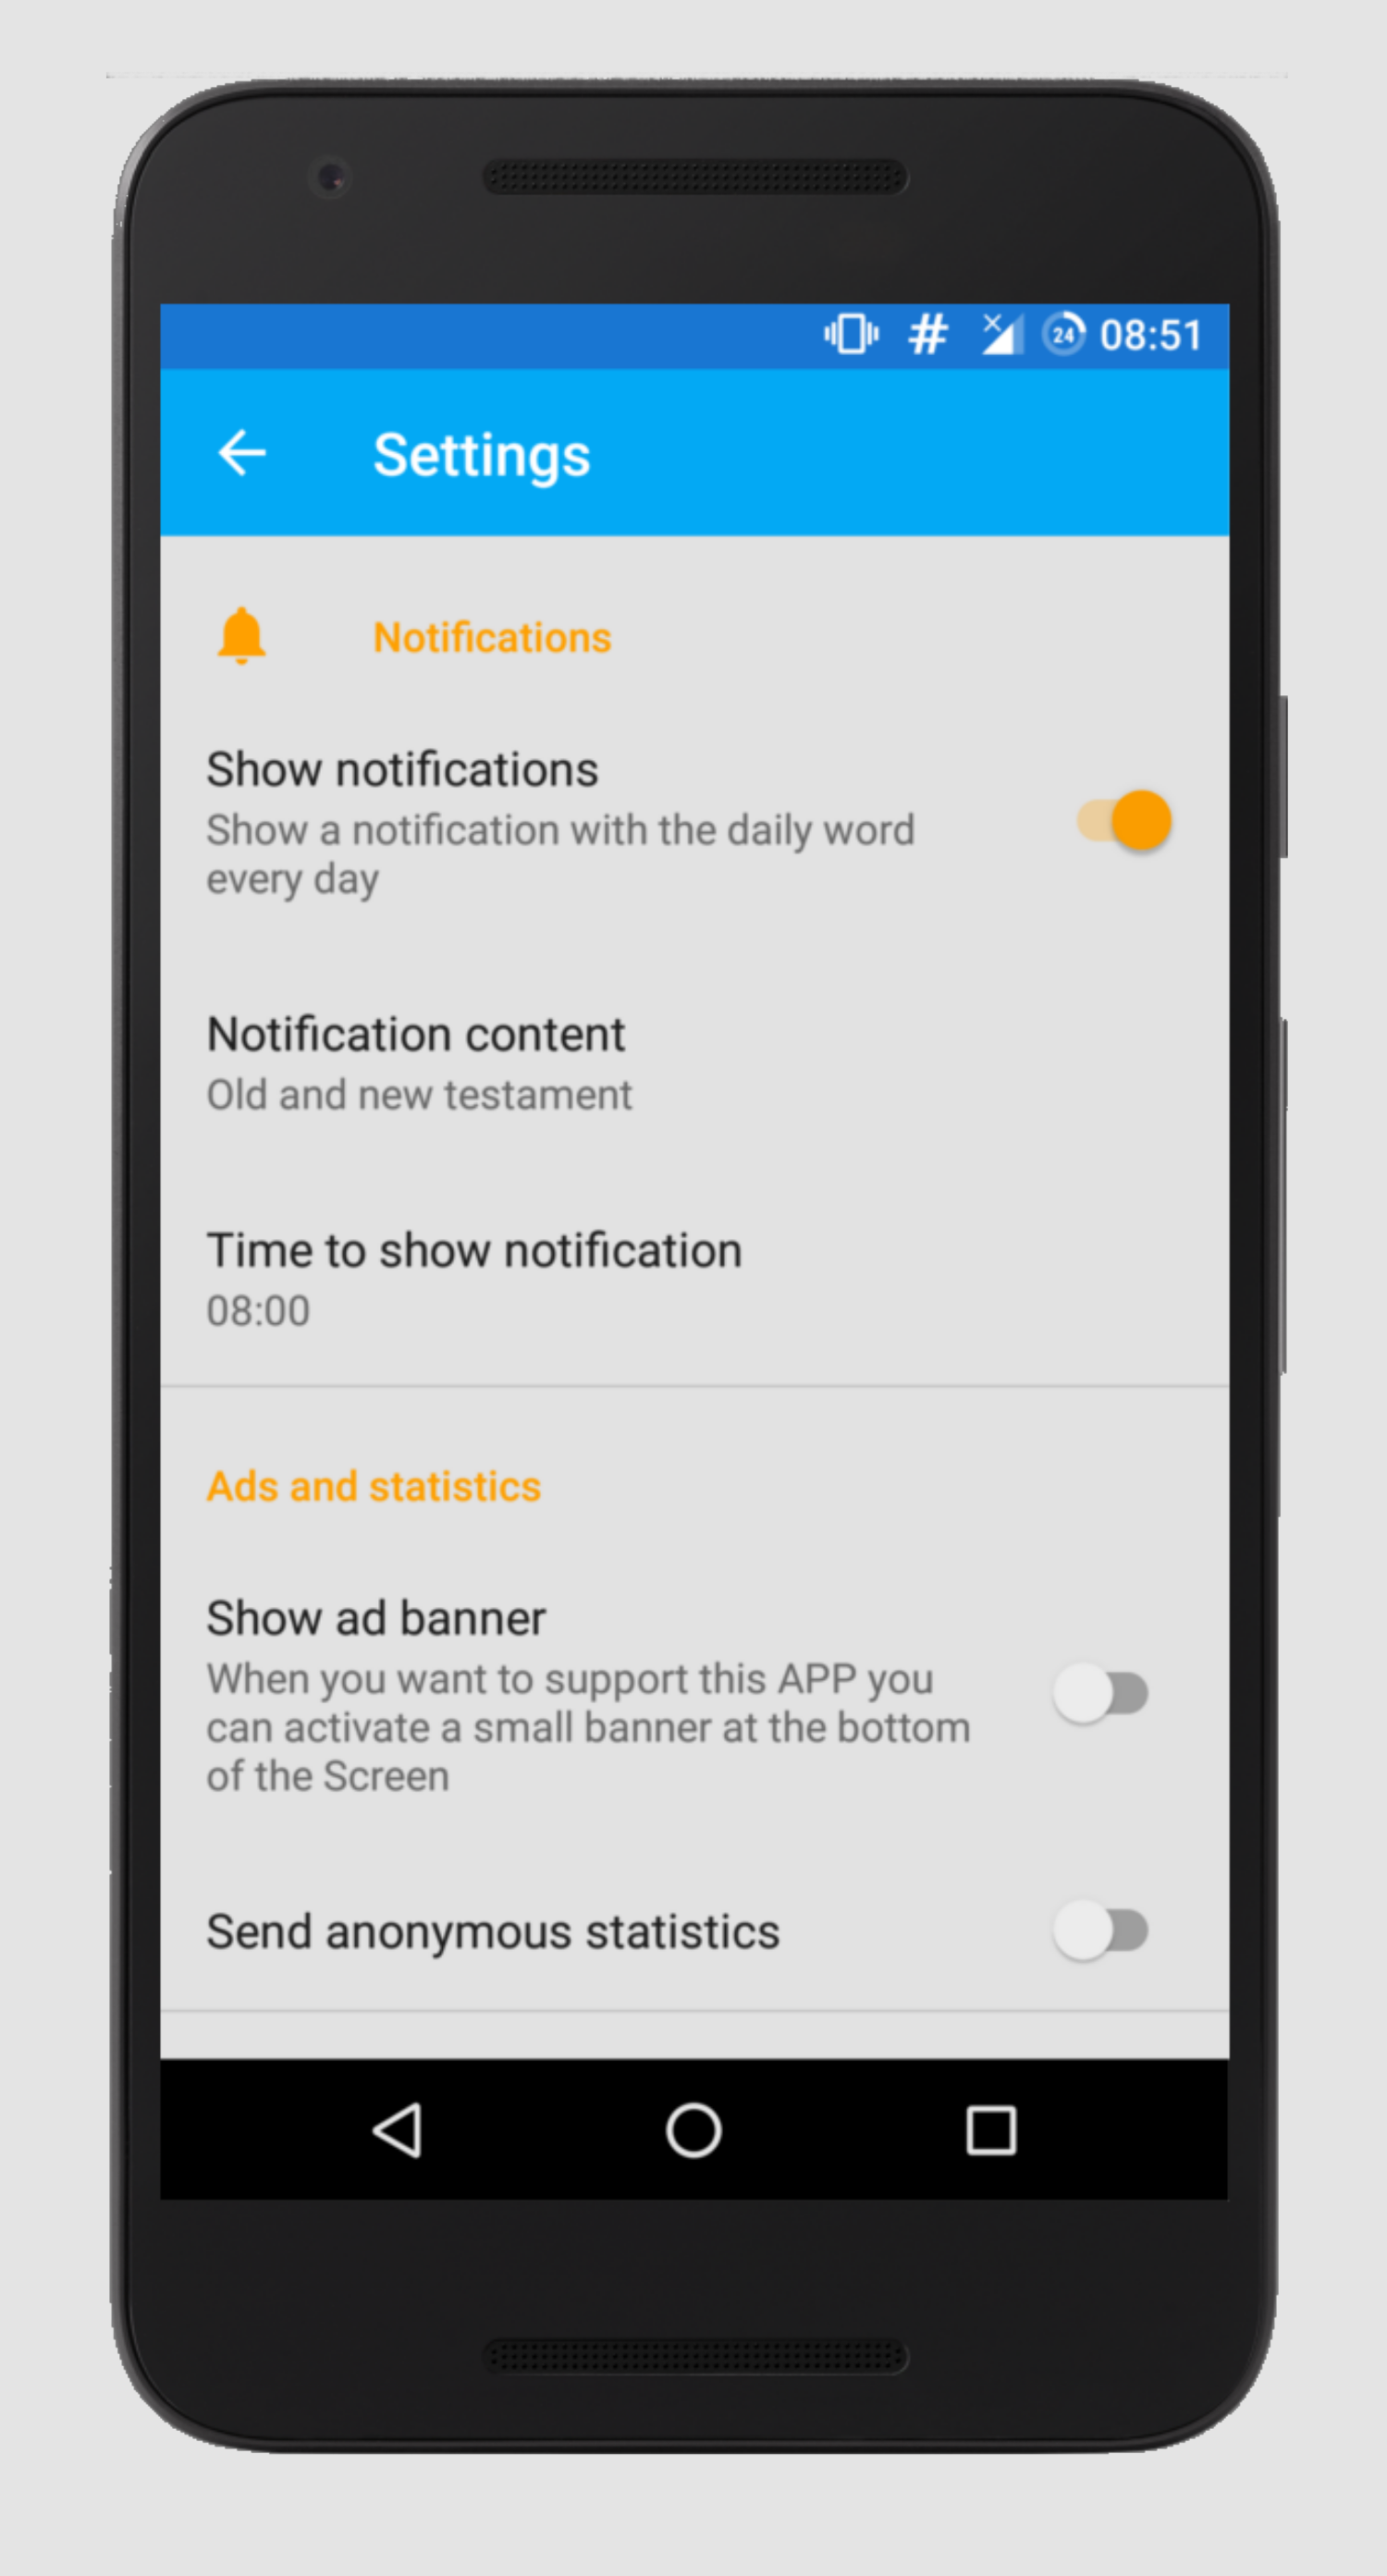 # 24 08:51
Settings
Notifications
Show notifications
Show a notification with the daily word
every day
Notification content
Old and new testament
Time to show notification
08:00
Ads and statistics
Show ad banner
When you want to support this APP you
can activate a small banner at the bottom
of the Screen
Send anonymous statistics